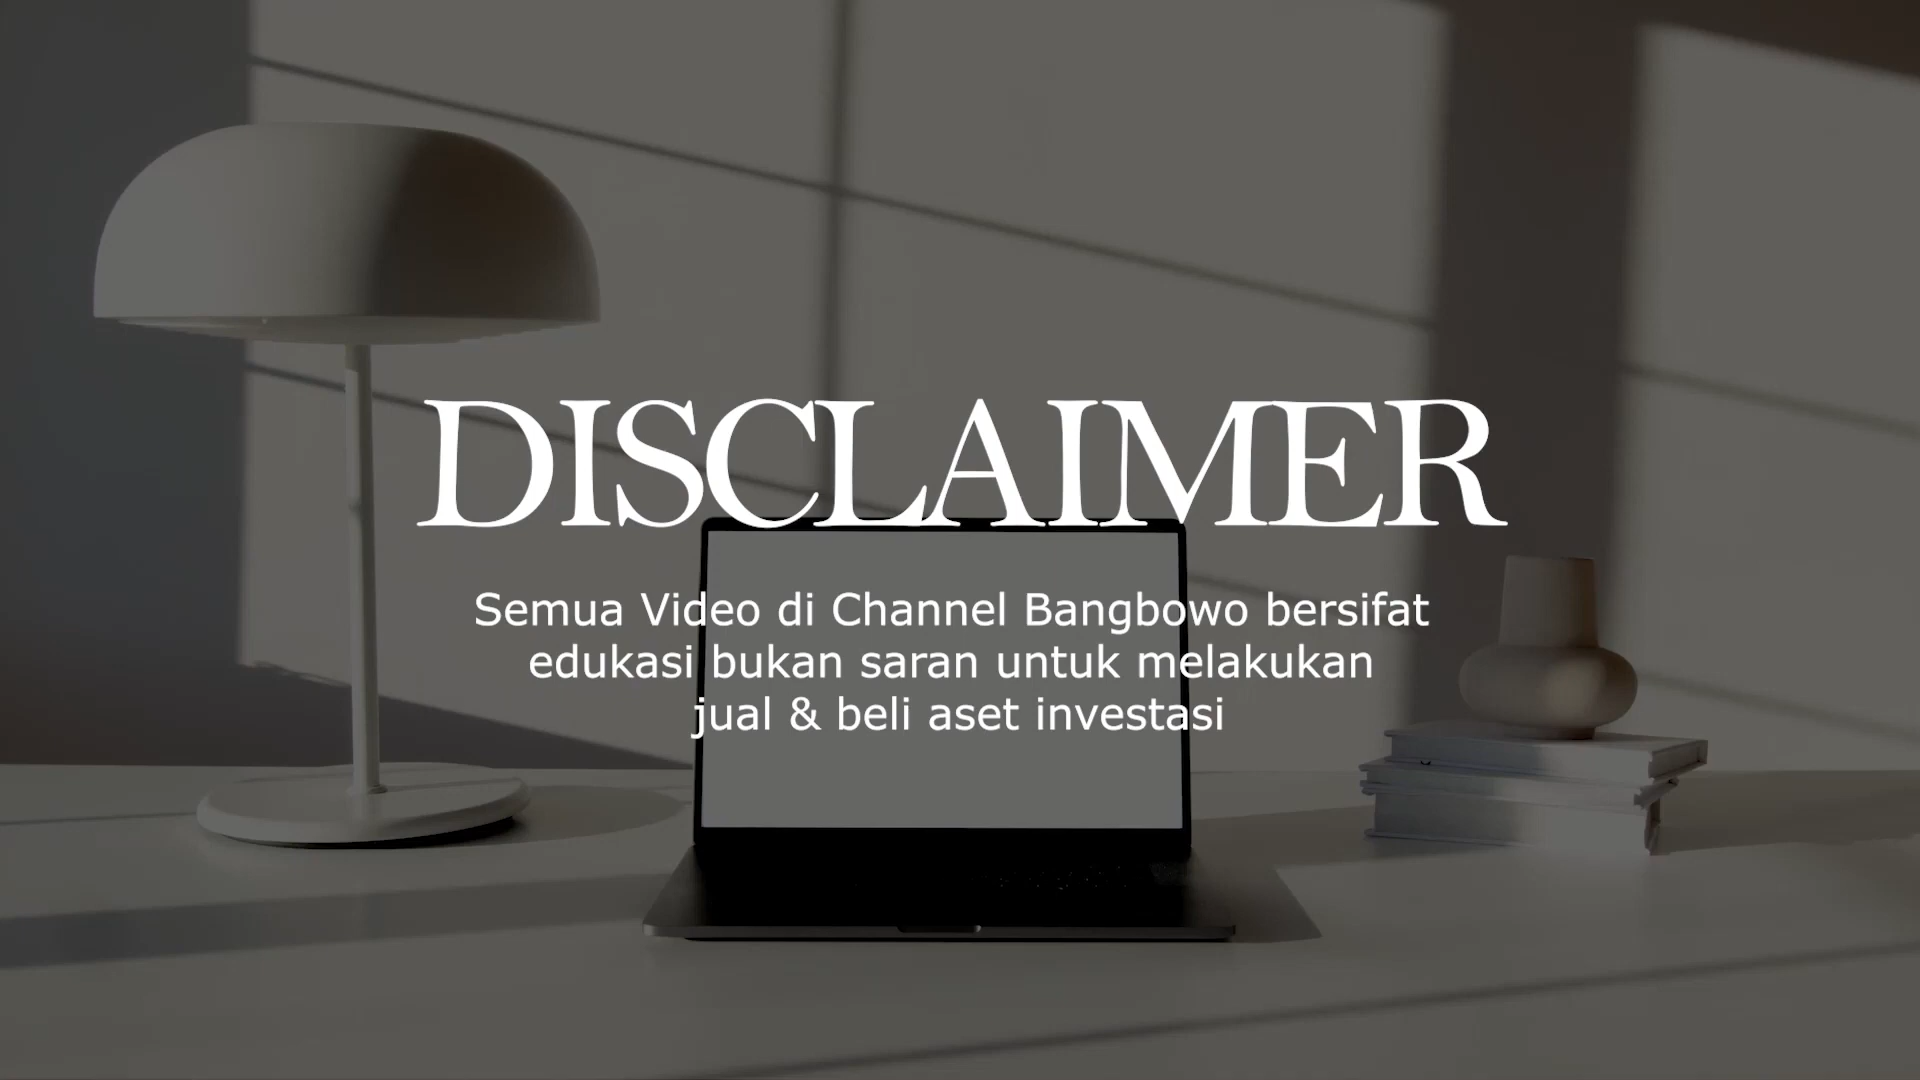 DISCLAIMER
Semua Video di Channel Bangbowo bersifat
edukasi bukan saran untuk melakukan
jual & beli aset investasi